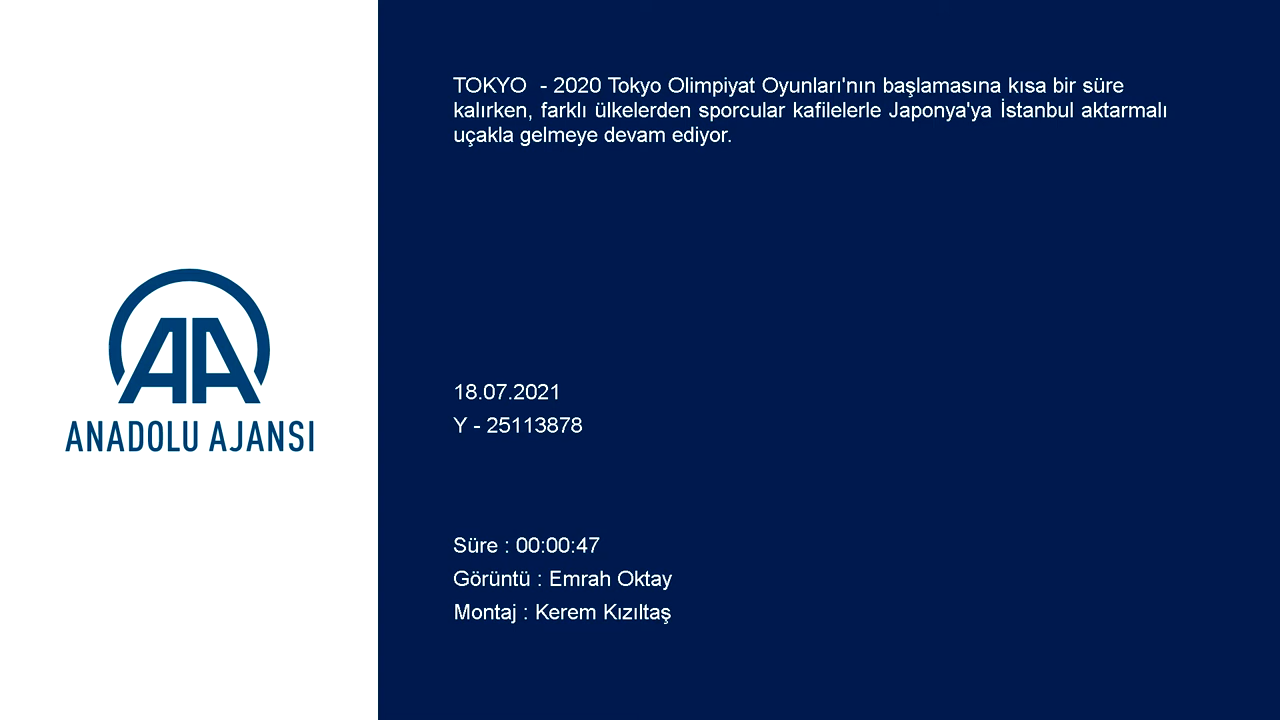 TOKYO  - 2020 Tokyo Olimpiyat Oyunları'nın başlamasına kısa bir süre
kalırken, farklı ülkelerden sporcular kafilelerle Japonya'ya İstanbul aktarmalı
uçakla gelmeye devam ediyor.
AA
ANADOLU AJANSI
18.07.2021
Y - 25113878
Süre : 00:00:47
Görüntü : Emrah Oktay
Montaj : Kerem Kızıltaş